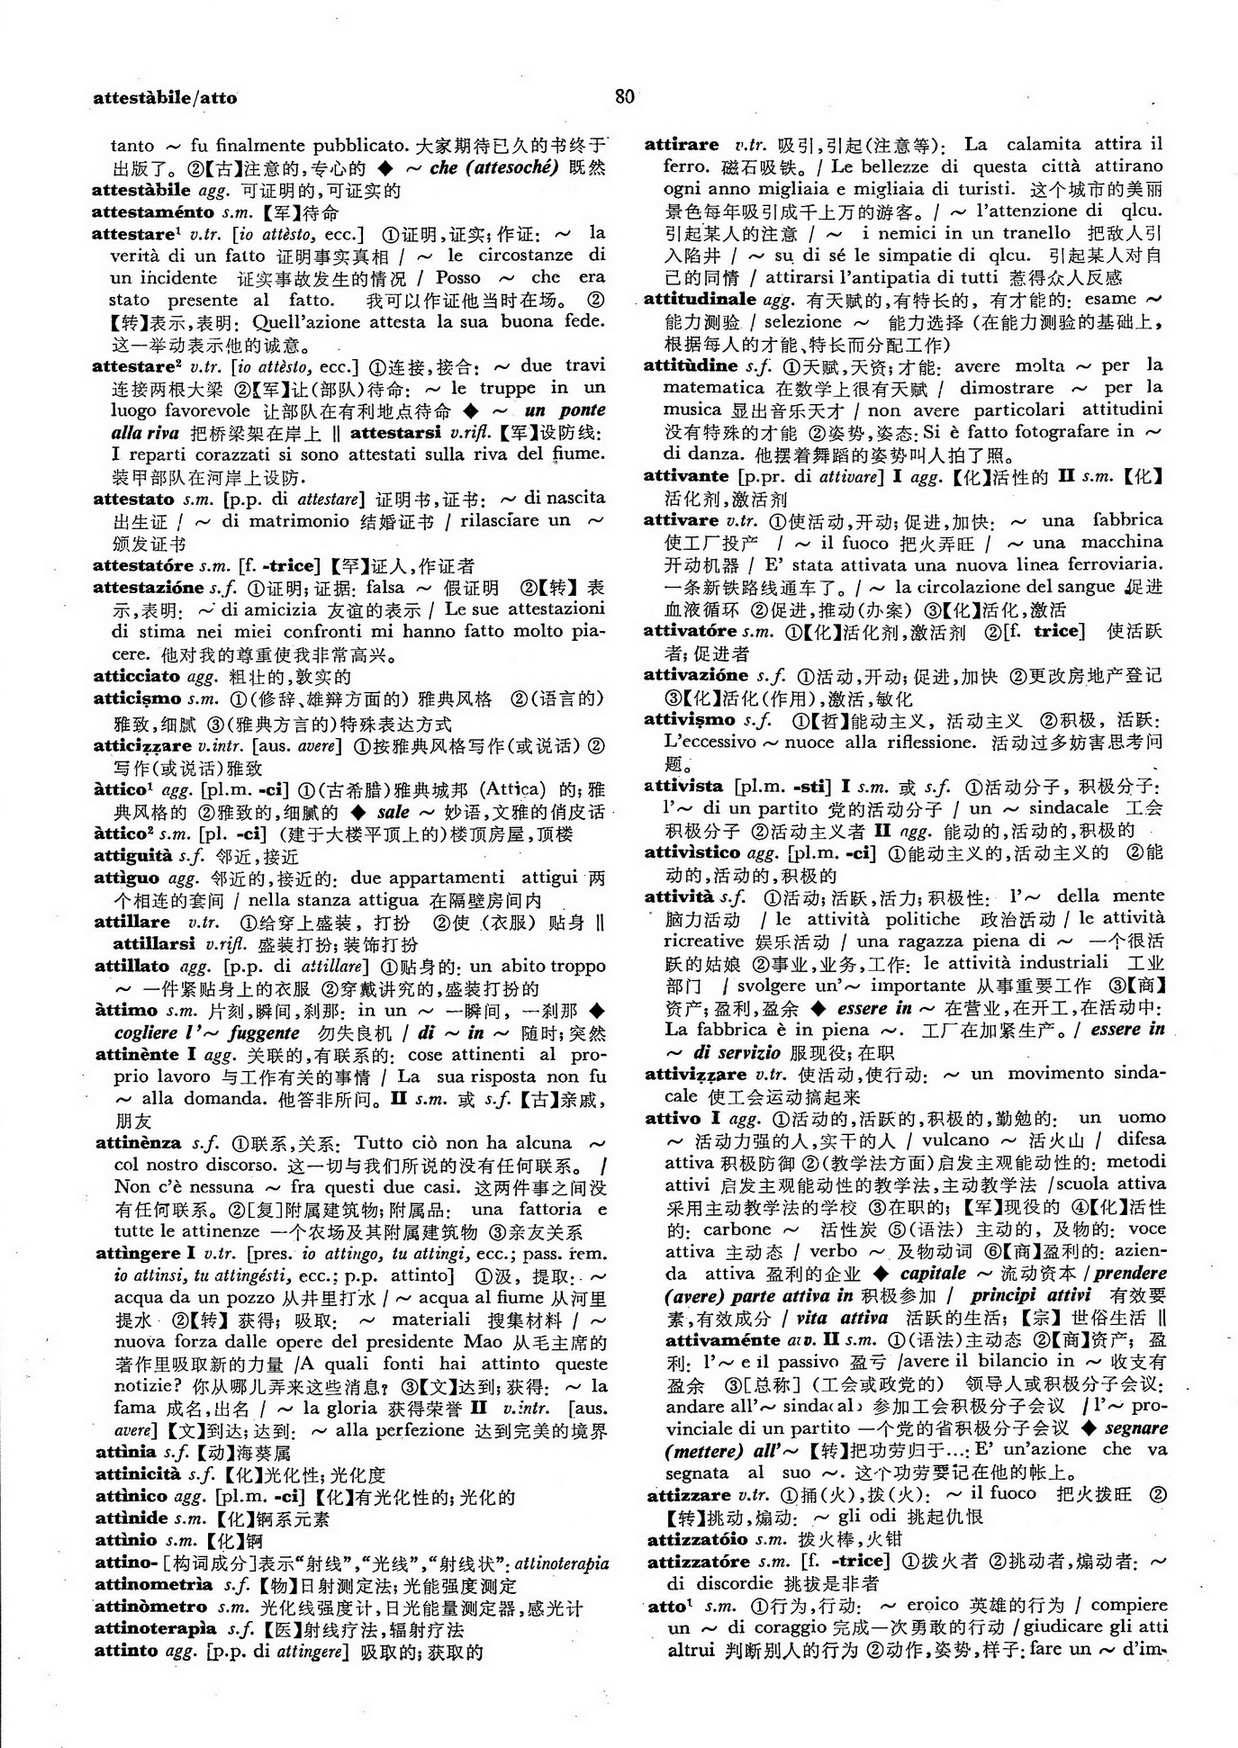 attestàbile/atto
80
tanto ～ fu finalmente pubblicato. 大家期待已久的书终于
出版了。②【古】注意的,专心的 ◆ ～ che (attesoché) 既然
attestàbile agg. 可证明的,可证实的
attestaménto s.m. 【军】待命
attestare¹ v.tr. [io attèsto, ecc.] ①证明,证实; 作证: ～ la
verità di un fatto 证明事实真相 / ～ le circostanze di
un incidente 证实事故发生的情况 / Posso ～ che era
stato presente al fatto. 我可以作证他当时在场。 ②
【转】表示,表明: Quell'azione attesta la sua buona fede.
这一举动表示他的诚意。
attestare² v.tr. [io attèsto, ecc.] ①连接,接合: ～ due travi
连接两根大梁 ②【军】让(部队)待命: ～ le truppe in un
luogo favorevole 让部队在有利地点待命 ◆ ～ un ponte
alla riva 把桥梁架在岸上 ‖ attestarsi v.rifl. 【军】设防线:
I reparti corazzati si sono attestati sulla riva del fiume.
装甲部队在河岸上设防.
attestato s.m. [p.p. di attestare] 证明书,证书: ～ di nascita
出生证 / ～ di matrimonio 结婚证书 / rilasciare un ～
颁发证书
attestatóre s.m. [f. -trice] 【罕】证人,作证者
attestazióne s.f. ①证明; 证据: falsa ～ 假证明 ②【转】表
示,表明: ～ di amicizia 友谊的表示 / Le sue attestazioni
di stima nei miei confronti mi hanno fatto molto pia-
cere. 他对我的尊重使我非常高兴。
atticciato agg. 粗壮的,敦实的
atticiṣmo s.m. ①(修辞、雄辩方面的) 雅典风格 ②(语言的)
雅致,细腻 ③(雅典方言的)特殊表达方式
atticiẓẓare v.intr. [aus. avere] ①按雅典风格写作(或说话) ②
写作(或说话)雅致
àttico¹ agg. [pl.m. -ci] ①(古希腊)雅典城邦 (Attica) 的; 雅
典风格的 ②雅致的,细腻的 ◆ sale ～ 妙语,文雅的俏皮话
àttico² s.m. [pl. -ci] (建于大楼平顶上的)楼顶房屋,顶楼
attiguità s.f. 邻近,接近
attìguo agg. 邻近的,接近的: due appartamenti attigui 两
个相连的套间 / nella stanza attigua 在隔壁房间内
attillare v.tr. ①给穿上盛装, 打扮 ②使 (衣服) 贴身 ‖
attillarsi v.rifl. 盛装打扮; 装饰打扮
attillato agg. [p.p. di attillare] ①贴身的: un abito troppo
～ 一件紧贴身上的衣服 ②穿戴讲究的,盛装打扮的
àttimo s.m. 片刻,瞬间,刹那: in un ～ 一瞬间, 一刹那 ◆
cogliere l'～ fuggente 勿失良机 / di ～ in ～ 随时; 突然
attinènte I agg. 关联的,有联系的: cose attinenti al pro-
prio lavoro 与工作有关的事情 / La sua risposta non fu
～ alla domanda. 他答非所问。 II s.m. 或 s.f. 【古】亲戚,
朋友
attinènza s.f. ①联系,关系: Tutto ciò non ha alcuna ～
col nostro discorso. 这一切与我们所说的没有任何联系。 /
Non c'è nessuna ～ fra questi due casi. 这两件事之间没
有任何联系。②[复]附属建筑物; 附属品: una fattoria e
tutte le attinenze 一个农场及其附属建筑物 ③亲友关系
attìngere I v.tr. [pres. io attingo, tu attingi, ecc.; pass. rem.
io attinsi, tu attingésti, ecc.; p.p. attinto] ①汲, 提取: ～
acqua da un pozzo 从井里打水 / ～ acqua al fiume 从河里
提水 ②【转】获得; 吸取: ～ materiali 搜集材料 / ～
nuova forza dalle opere del presidente Mao 从毛主席的
著作里吸取新的力量 /A quali fonti hai attinto queste
notizie? 你从哪儿弄来这些消息? ③【文】达到; 获得: ～ la
fama 成名,出名 / ～ la gloria 获得荣誉 II v.intr. [aus.
avere] 【文】到达; 达到: ～ alla perfezione 达到完美的境界
attìnia s.f. 【动】海葵属
attinicità s.f. 【化】光化性; 光化度
attìnico agg. [pl.m. -ci] 【化】有光化性的; 光化的
attìnide s.m. 【化】锕系元素
attìnio s.m. 【化】锕
attino- [构词成分]表示“射线”,“光线”,“射线状”: attinoterapia
attinometrìa s.f. 【物】日射测定法; 光能强度测定
attinòmetro s.m. 光化线强度计,日光能量测定器,感光计
attinoterapìa s.f. 【医】射线疗法,辐射疗法
attinto agg. [p.p. di attingere] 吸取的; 获取的
attirare v.tr. 吸引,引起(注意等): La calamita attira il
ferro. 磁石吸铁。/ Le bellezze di questa città attirano
ogni anno migliaia e migliaia di turisti. 这个城市的美丽
景色每年吸引成千上万的游客。/ ～ l'attenzione di qlcu.
引起某人的注意 / ～ i nemici in un tranello 把敌人引
入陷井 / ～ su di sé le simpatie di qlcu. 引起某人对自
己的同情 / attirarsi l'antipatia di tutti 惹得众人反感
attitudinale agg. 有天赋的,有特长的, 有才能的: esame ～
能力测验 / selezione ～ 能力选择 (在能力测验的基础上,
根据每人的才能、特长而分配工作)
attitùdine s.f. ①天赋,天资; 才能: avere molta ～ per la
matematica 在数学上很有天赋 / dimostrare ～ per la
musica 显出音乐天才 / non avere particolari attitudini
没有特殊的才能 ②姿势,姿态: Si è fatto fotografare in ～
di danza. 他摆着舞蹈的姿势叫人拍了照。
attivante [p.pr. di attivare] I agg. 【化】活性的 II s.m. 【化】
活化剂,激活剂
attivare v.tr. ①使活动,开动; 促进,加快: ～ una fabbrica
使工厂投产 / ～ il fuoco 把火弄旺 / ～ una macchina
开动机器 / E' stata attivata una nuova linea ferroviaria.
一条新铁路线通车了。/ ～ la circolazione del sangue 促进
血液循环 ②促进,推动(办案) ③【化】活化,激活
attivatóre s.m. ①【化】活化剂,激活剂 ②[f. trice] 使活跃
者; 促进者
attivazióne s.f. ①活动,开动; 促进,加快 ②更改房地产登记
③【化】活化(作用),激活,敏化
attiviṣmo s.f. ①【哲】能动主义, 活动主义 ②积极, 活跃:
L'eccessivo ～ nuoce alla riflessione. 活动过多妨害思考问
题。
attivista [pl.m. -sti] I s.m. 或 s.f. ①活动分子, 积极分子:
l'～ di un partito 党的活动分子 / un ～ sindacale 工会
积极分子 ②活动主义者 II agg. 能动的,活动的,积极的
attivìstico agg. [pl.m. -ci] ①能动主义的,活动主义的 ②能
动的,活动的,积极的
attività s.f. ①活动; 活跃,活力; 积极性: l'～ della mente
脑力活动 / le attività politiche 政治活动 / le attività
ricreative 娱乐活动 / una ragazza piena di ～ 一个很活
跃的姑娘 ②事业,业务,工作: le attività industriali 工业
部门 / svolgere un'～ importante 从事重要工作 ③【商】
资产; 盈利,盈余 ◆ essere in ～ 在营业,在开工,在活动中:
La fabbrica è in piena ～. 工厂在加紧生产。/ essere in
～ di servizio 服现役; 在职
attiviẓẓare v.tr. 使活动,使行动: ～ un movimento sinda-
cale 使工会运动搞起来
attivo I agg. ①活动的,活跃的,积极的,勤勉的: un uomo
～ 活动力强的人,实干的人 / vulcano ～ 活火山 / difesa
attiva 积极防御 ②(教学法方面)启发主观能动性的: metodi
attivi 启发主观能动性的教学法,主动教学法 /scuola attiva
采用主动教学法的学校 ③在职的; 【军】现役的 ④【化】活性
的: carbone ～ 活性炭 ⑤(语法) 主动的, 及物的: voce
attiva 主动态 / verbo ～ 及物动词 ⑥【商】盈利的: azien-
da attiva 盈利的企业 ◆ capitale ～ 流动资本 /prendere
(avere) parte attiva in 积极参加 / principi attivi 有效要
素,有效成分 / vita attiva 活跃的生活; 【宗】世俗生活 ‖
attivaménte avv. II s.m. ①(语法)主动态 ②【商】资产; 盈
利: l'～ e il passivo 盈亏 /avere il bilancio in ～ 收支有
盈余 ③[总称] (工会或政党的) 领导人或积极分子会议:
andare all'～ sindacale 参加工会积极分子会议 / l'～ pro-
vinciale di un partito 一个党的省积极分子会议 ◆ segnare
(mettere) all'～ 【转】把功劳归于…: E' un'azione che va
segnata al suo ～. 这个功劳要记在他的帐上。
attizzare v.tr. ①捅(火),拨(火): ～ il fuoco 把火拨旺 ②
【转】挑动,煽动: ～ gli odi 挑起仇恨
attizzatóio s.m. 拨火棒,火钳
attizzatóre s.m. [f. -trice] ①拨火者 ②挑动者,煽动者: ～
di discordie 挑拨是非者
atto¹ s.m. ①行为,行动: ～ eroico 英雄的行为 / compiere
un ～ di coraggio 完成一次勇敢的行动 / giudicare gli atti
altrui 判断别人的行为 ②动作,姿势,样子: fare un ～ d'im-